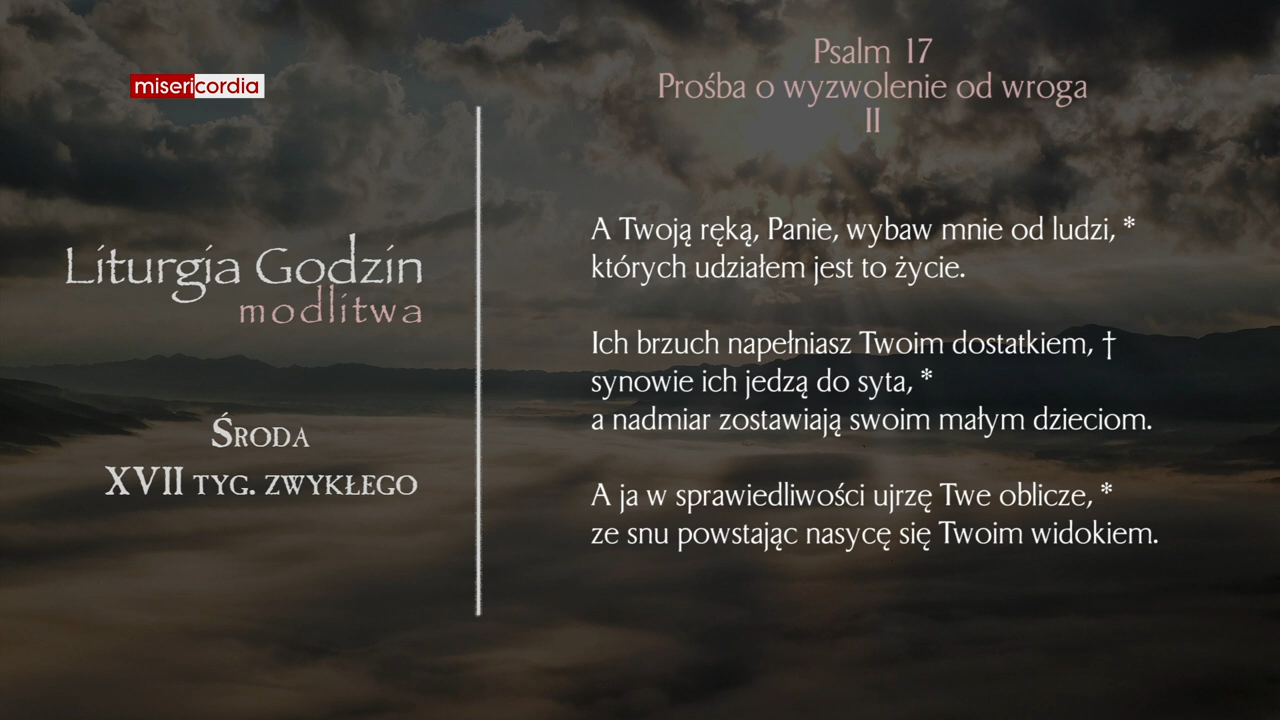 misericordia
Liturgia Godzin
modlitwa
Środa
XVII tyg. zwykłego
Psalm 17
Prośba o wyzwolenie od wroga
II
A Twoją ręką, Panie, wybaw mnie od ludzi, *
których udziałem jest to życie.
Ich brzuch napełniasz Twoim dostatkiem, †
synowie ich jedzą do syta, *
a nadmiar zostawiają swoim małym dzieciom.
A ja w sprawiedliwości ujrzę Twe oblicze, *
ze snu powstając nasycę się Twoim widokiem.